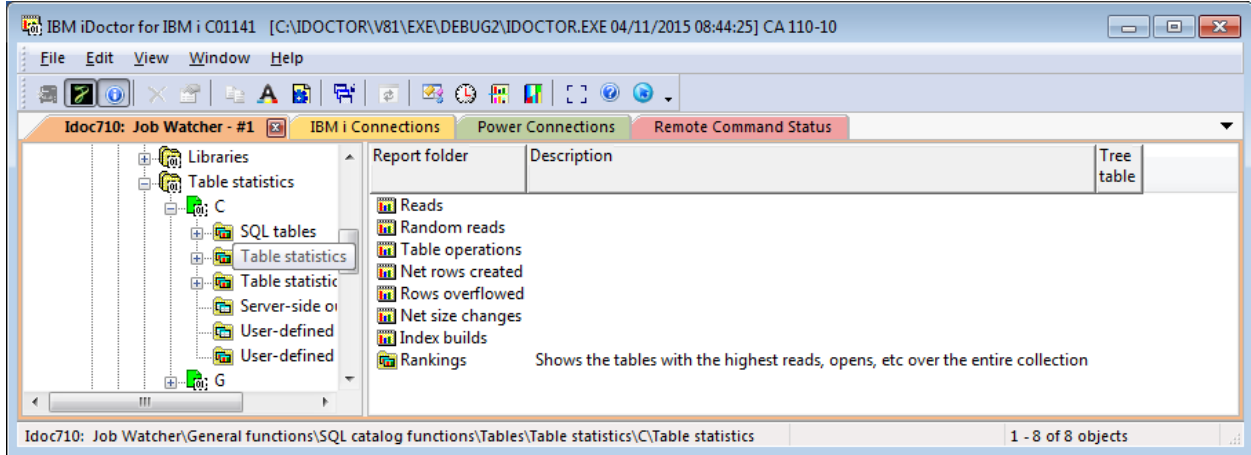 IBM iDoctor for IBM i C01141 [C:\IDOCTOR\V81\EXE\DEBUG2\IDOCTOR.EXE 04/11/2015 08:44:25] CA 110-10
File Edit View Window Help
Idoc710: Job Watcher - #1 IBM i Connections Power Connections Remote Command Status
Libraries
Table statistics
C
SQL tables
Table statistics
Table statistic
Server-side o
User-defined
User-defined
G
Report folder Description Tree
table
Reads
Random reads
Table operations
Net rows created
Rows overflowed
Net size changes
Index builds
Rankings Shows the tables with the highest reads, opens, etc over the entire collection
Idoc710: Job Watcher\General functions\SQL catalog functions\Tables\Table statistics\C\Table statistics 1 - 8 of 8 objects